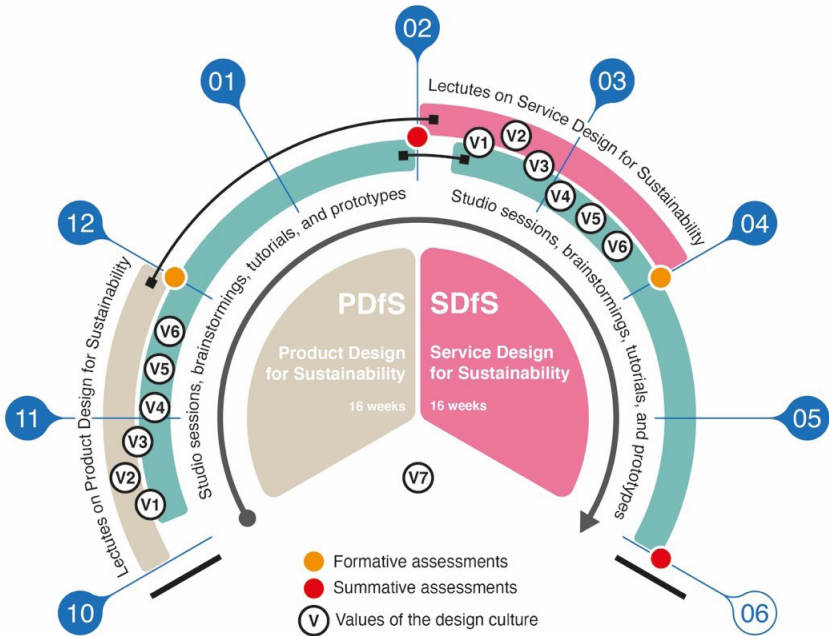 02
01
03
Lectutes on Service Design for Sustainability
V1
V2
V3
V4
V5
V6
Studio sessions, brainstormings, tutorials, and prototypes
12
04
Lectutes on Product Design for Sustainability
V6
V5
V4
V3
V2
V1
Studio sessions, brainstormings, tutorials, and prototypes
PDfS
Product Design
for Sustainability
16 weeks
SDfS
Service Design
for Sustainability
16 weeks
11
05
V7
10
06
Formative assessments
Summative assessments
V Values of the design culture